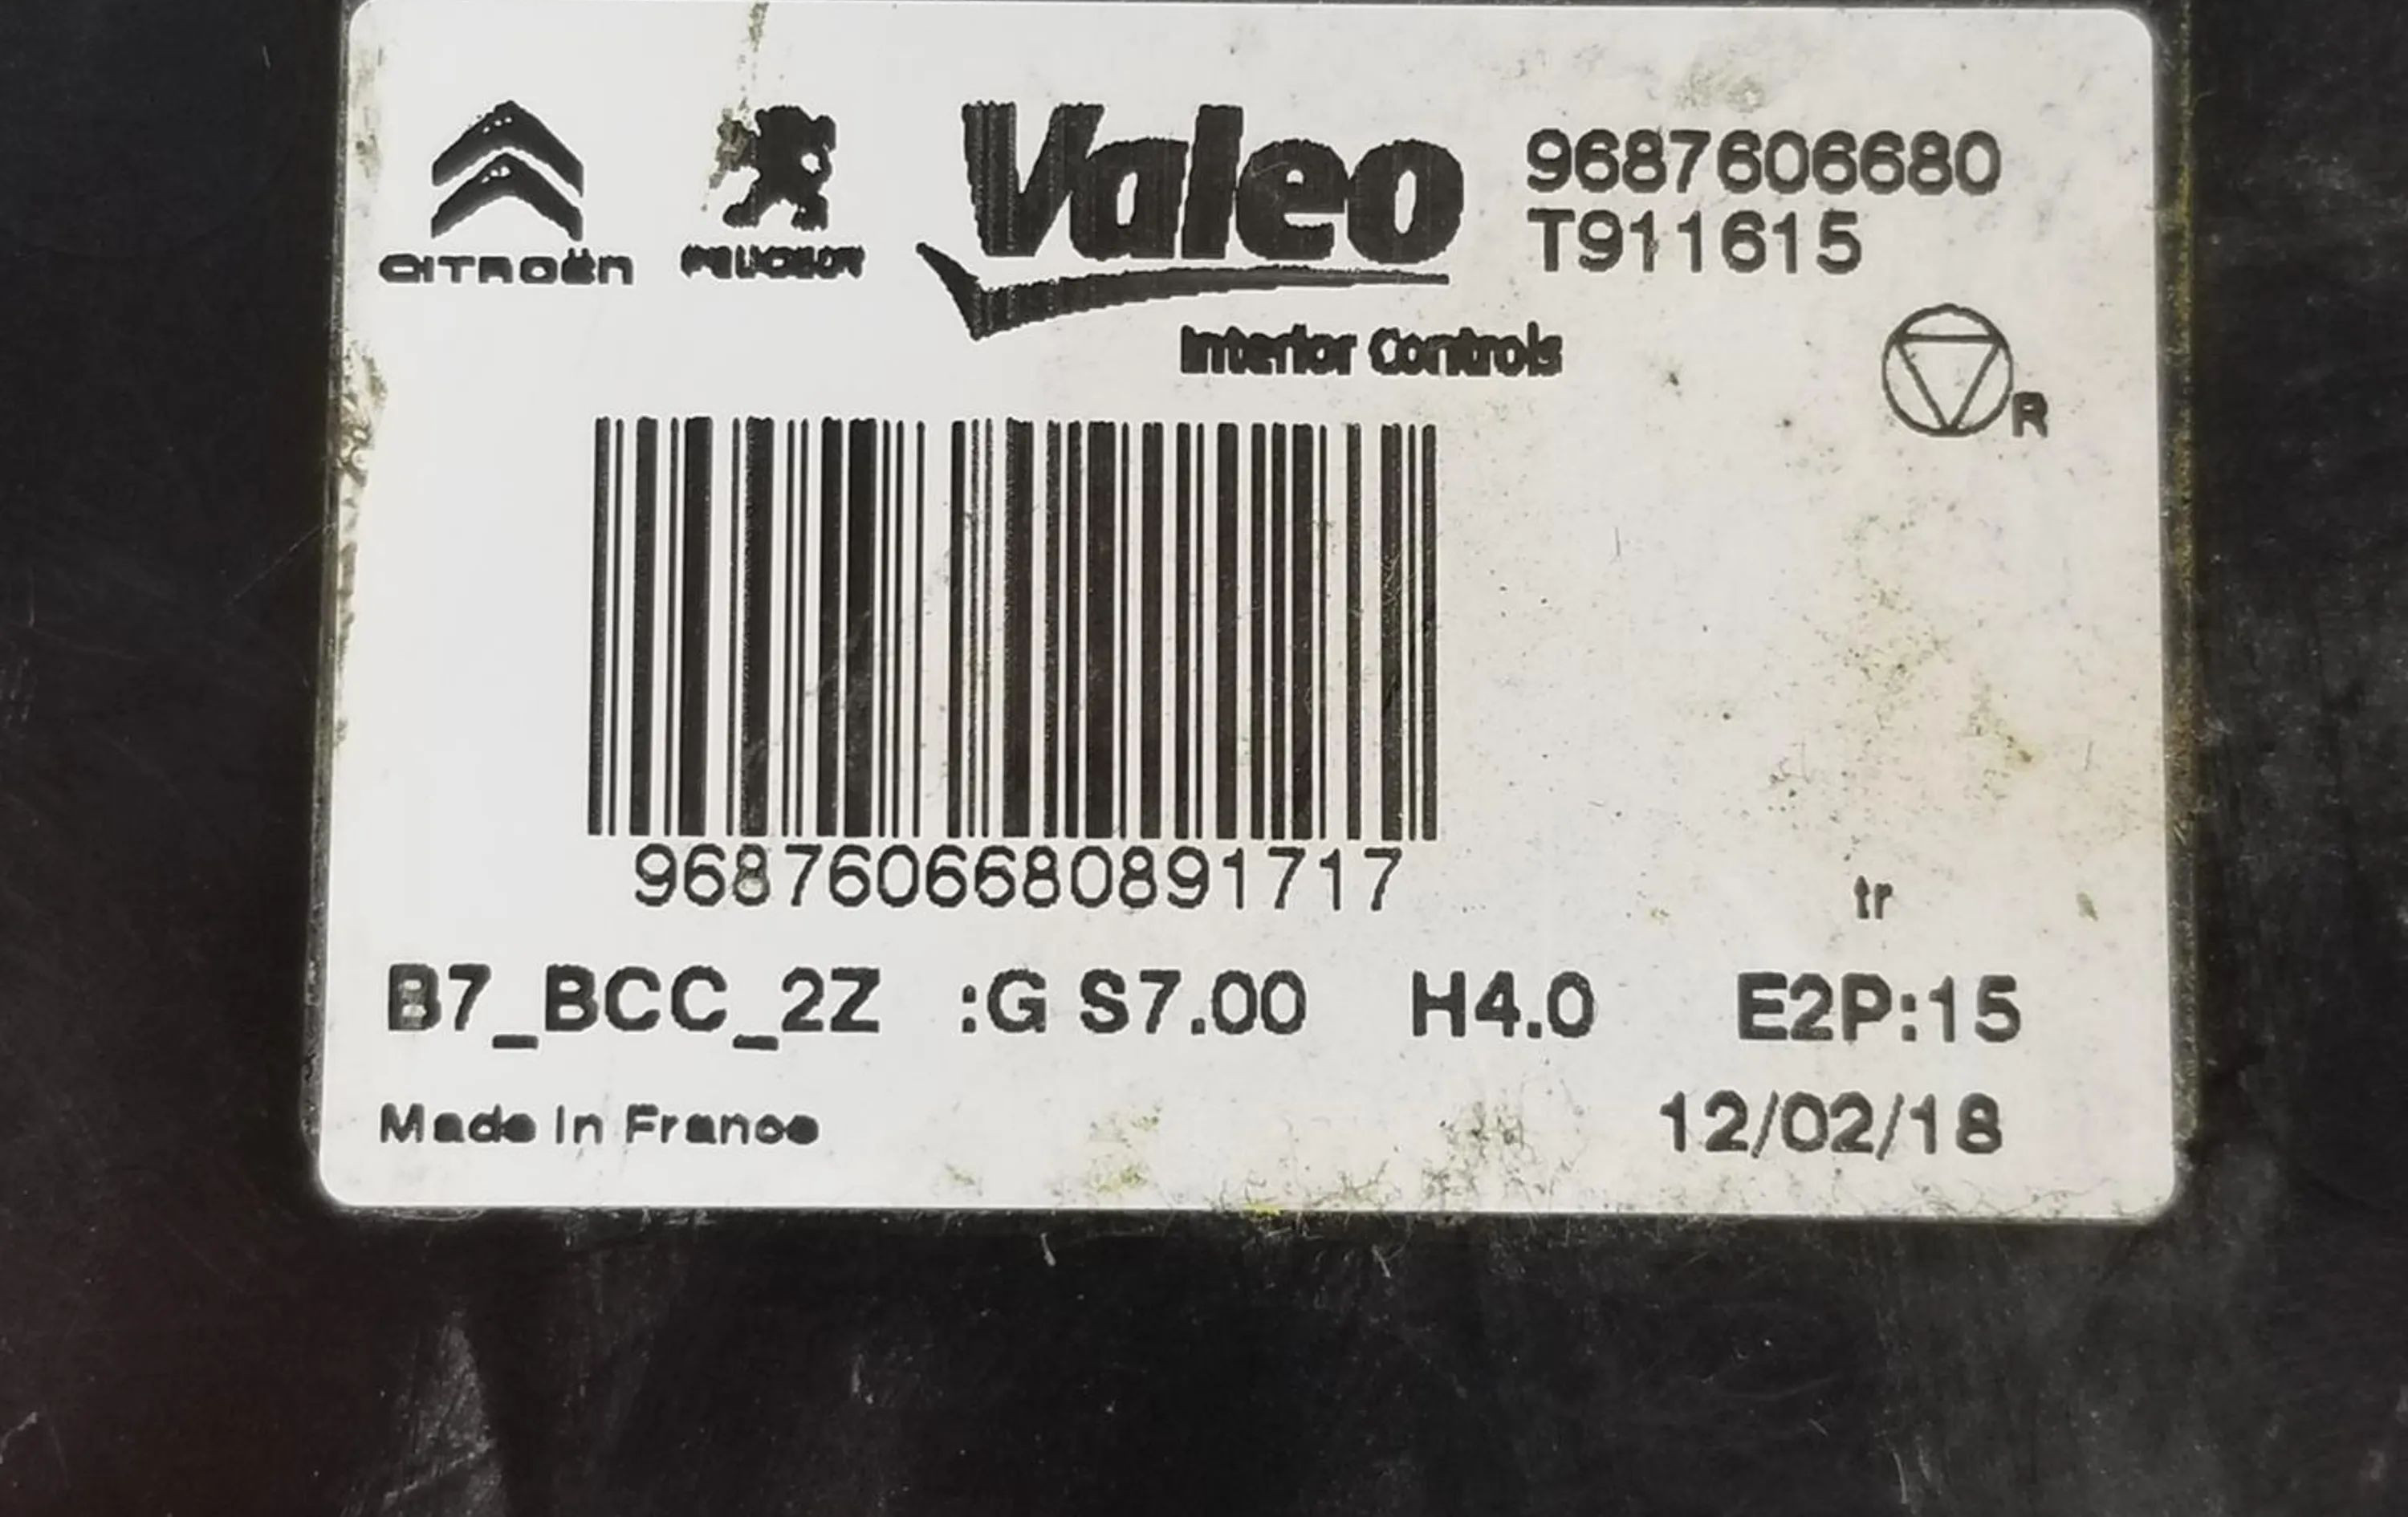 CITROËN
PEUGEOT
Valeo
9687606680
T911615
Interior Controls
R
9687606680891717
tr
B7_BCC_2Z :G S7.00 H4.0 E2P:15
Made In France
12/02/18